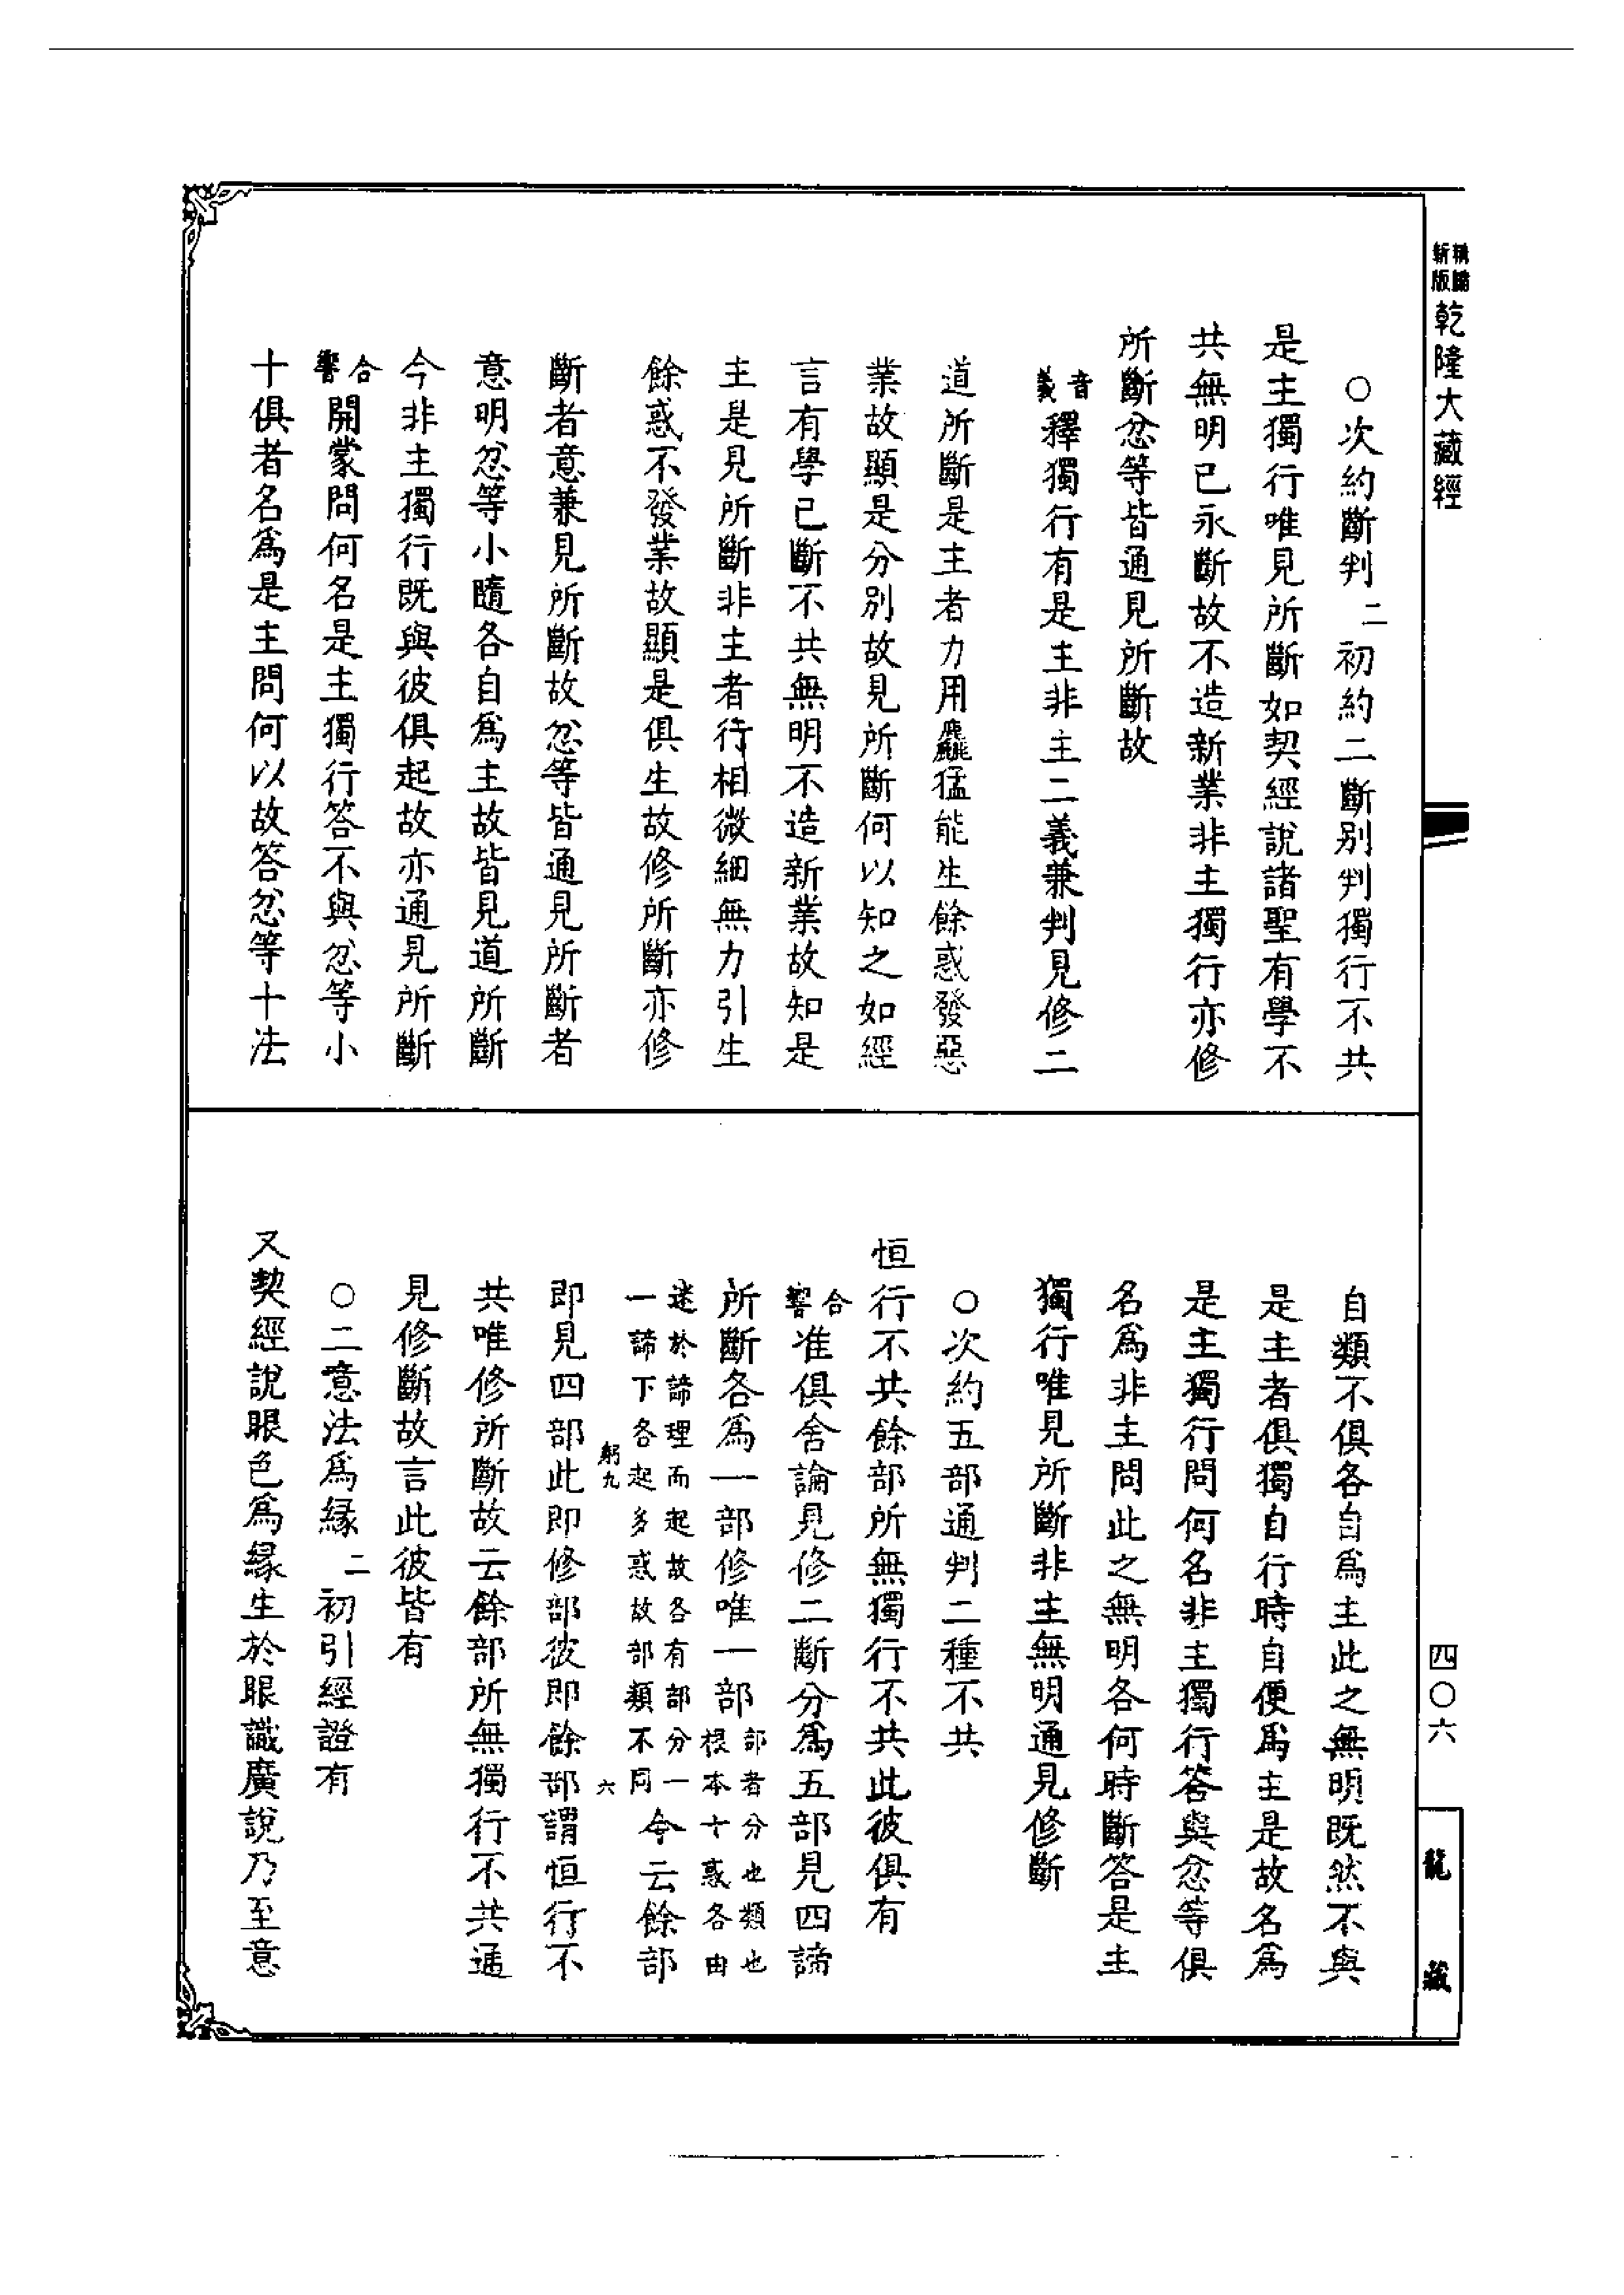 新版精編乾隆大藏經
○次約斷判二初約二斷别判獨行不共
是主獨行唯見所斷如契經說諸聖有學不
共無明已永斷故不造新業非主獨行亦修
所斷忿等皆通見所斷故
音義釋獨行有是主非主二義兼判見修二
道所斷是主者力用麤猛能生餘惑發惡
業故顯是分別故見所斷何以知之如經
言有學已斷不共無明不造新業故知是
主是見所斷非主者行相微細無力引生
餘惑不發業故顯是俱生故修所斷亦修
斷者意兼見所斷故忿等皆通見所斷者
意明忿等小隨各自爲主故皆見道所斷
今非主獨行既與彼俱起故亦通見所斷
合響開蒙問何名是主獨行答不與忿等小
十俱者名爲是主問何以故答忿等十法
自類不俱各自爲主此之無明既然不與
是主者俱獨自行時自便爲主是故名爲
是主獨行問何名非主獨行答與忿等俱
名爲非主問此之無明各何時斷答是主
獨行唯見所斷非主無明通見修斷
○次約五部通判二種不共
恒行不共餘部所無獨行不共此彼俱有
合響准俱舍論見修二斷分爲五部見四諦
所斷各爲一部修唯一部部者分也類也根本十惑各由
迷於諦理而起故各有部分一一諦下各起多惑故部類不同今云餘部
躬九 六
即見四部此即修部彼即餘部謂恒行不
共唯修所斷故云餘部所無獨行不共通
見修斷故言此彼皆有
○二意法爲緣二初引經證有
又契經說眼色爲緣生於眼識廣說乃至意
四〇六
龍藏